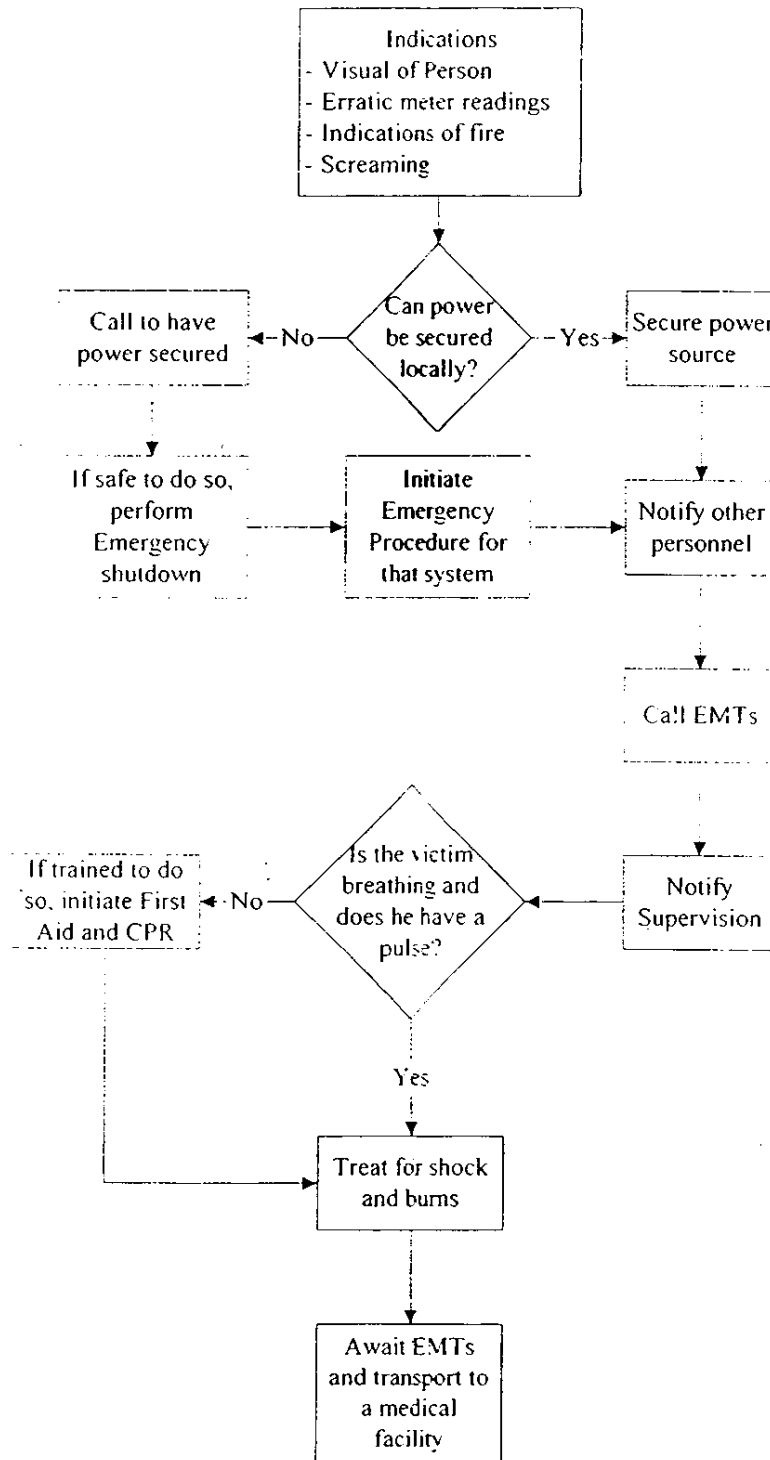 Indications
- Visual of Person
- Erratic meter readings
- Indications of fire
- Screaming
Can power
be secured
locally?
No
Yes
Call to have
power secured
Secure power
source
If safe to do so,
perform
Emergency
shutdown
Initiate
Emergency
Procedure for
that system
Notify other
personnel
Call EMTs
Notify
Supervision
Is the victim
breathing and
does he have a
pulse?
No
If trained to do
so, initiate First
Aid and CPR
Yes
Treat for shock
and burns
Await EMTs
and transport to
a medical
facility